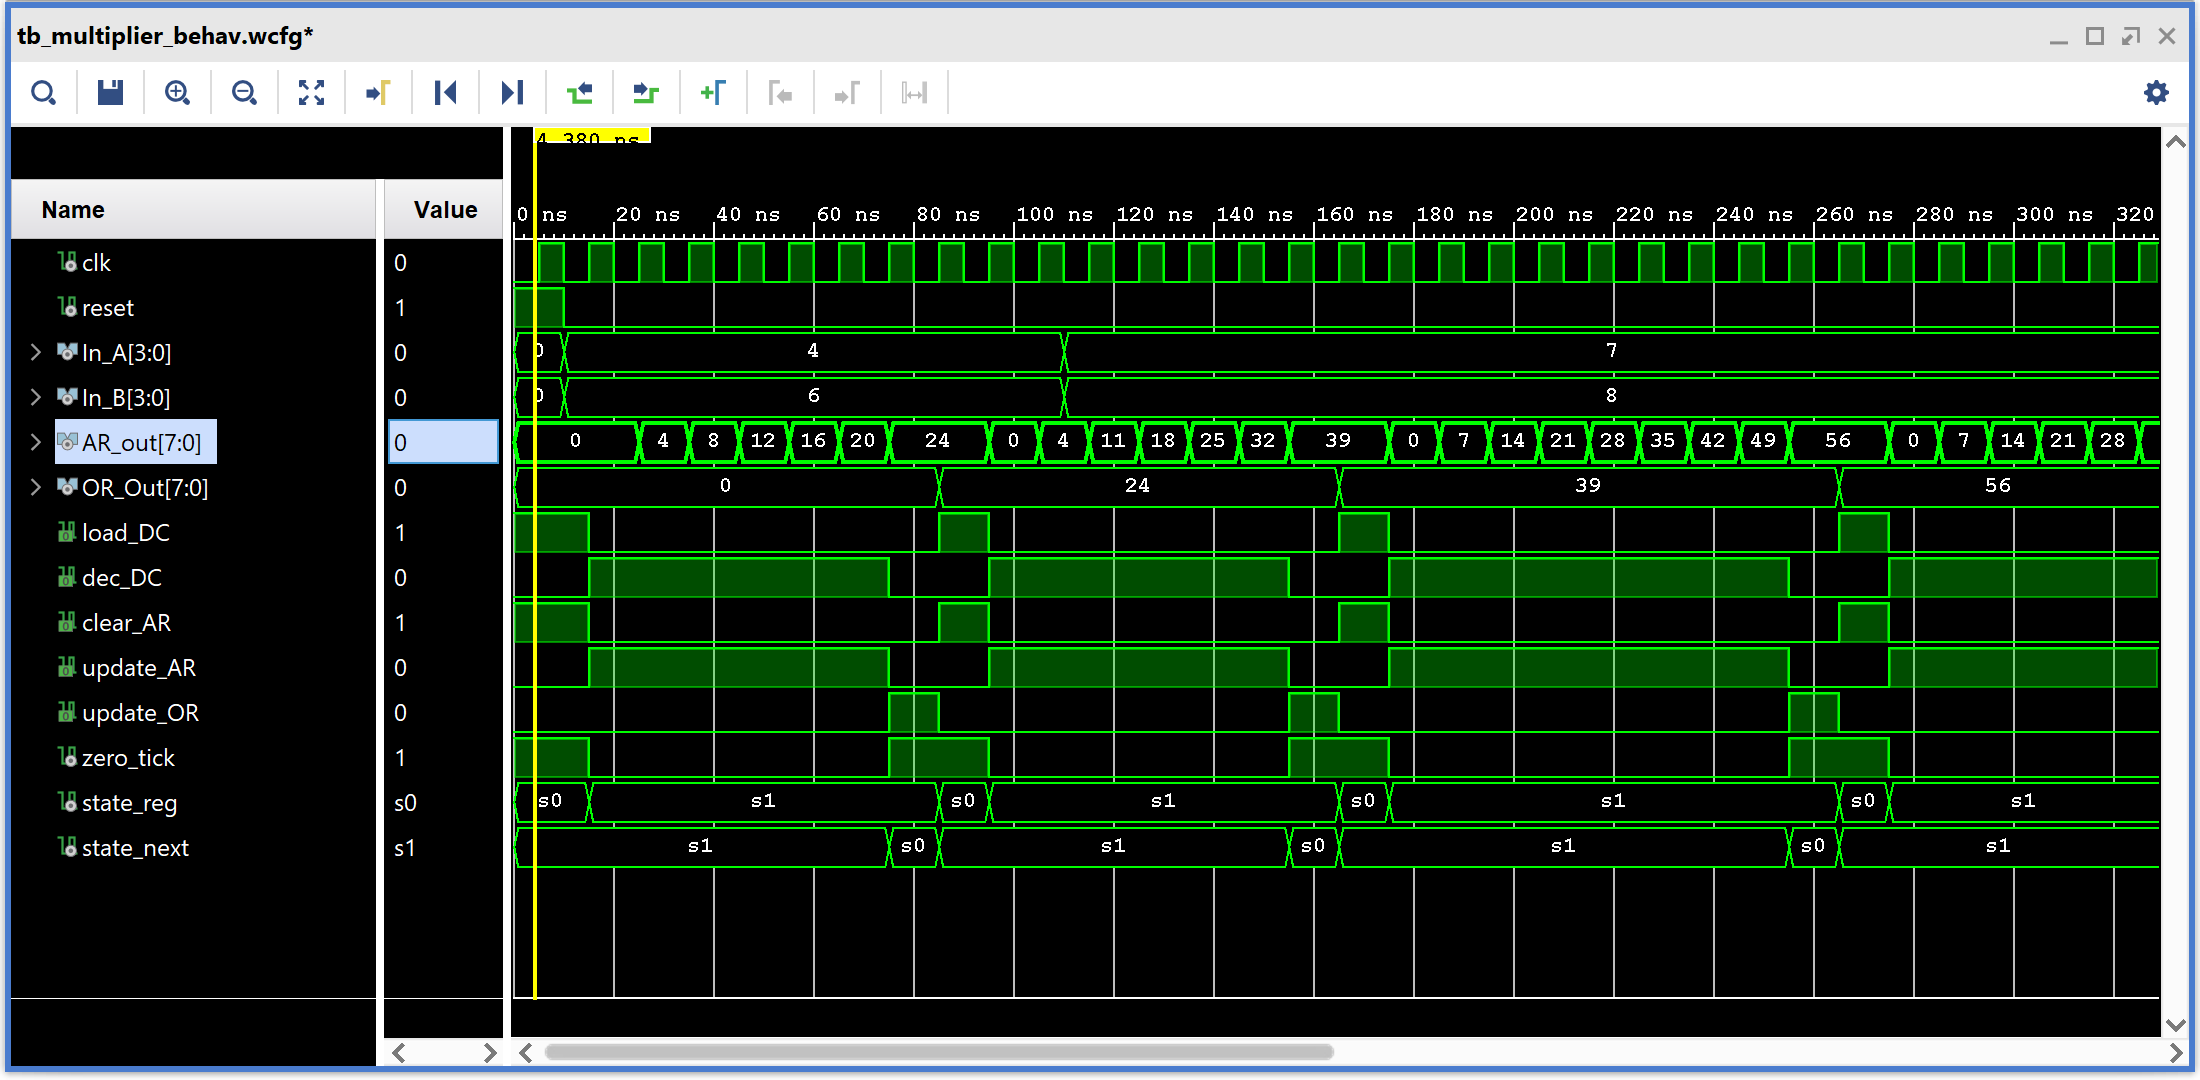 tb_multiplier_behav.wcfg*
4.380 ns
Name Value
0 ns 20 ns 40 ns 60 ns 80 ns 100 ns 120 ns 140 ns 160 ns 180 ns 200 ns 220 ns 240 ns 260 ns 280 ns 300 ns 320
clk 0
reset 1
In_A[3:0] 0 0 4 7
In_B[3:0] 0 0 6 8
AR_out[7:0] 0 0 4 8 12 16 20 24 0 4 11 18 25 32 39 0 7 14 21 28 35 42 49 56 0 7 14 21 28
OR_Out[7:0] 0 0 24 39 56
load_DC 1
dec_DC 0
clear_AR 1
update_AR 0
update_OR 0
zero_tick 1
state_reg s0 s0 s1 s0 s1 s0 s1 s0 s1
state_next s1 s1 s0 s1 s0 s1 s0 s1